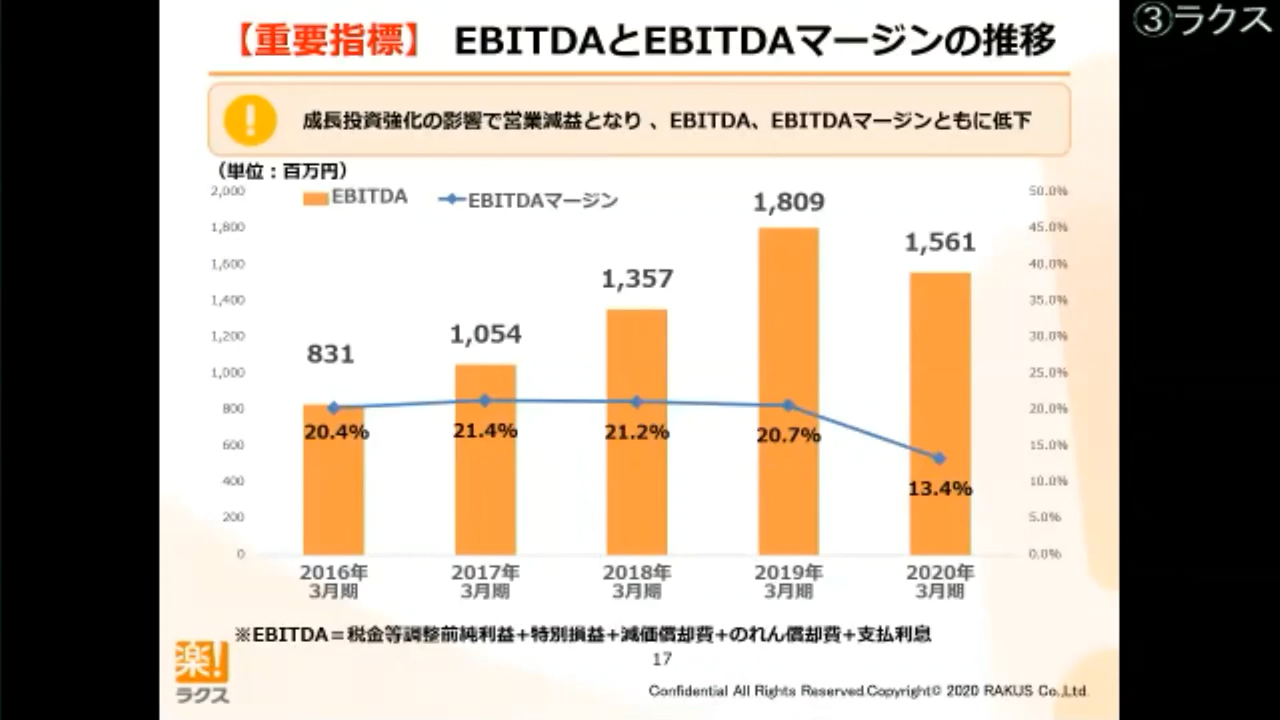 ③ラクス
【重要指標】 EBITDAとEBITDAマージンの推移
! 成長投資強化の影響で営業減益となり 、EBITDA、EBITDAマージンともに低下
（単位：百万円）
EBITDA EBITDAマージン
2,000
1,800
1,600
1,400
1,200
1,000
800
600
400
200
0
831
1,054
1,357
1,809
1,561
20.4%
21.4%
21.2%
20.7%
13.4%
50.0%
45.0%
40.0%
35.0%
30.0%
25.0%
20.0%
15.0%
10.0%
5.0%
0.0%
2016年
3月期
2017年
3月期
2018年
3月期
2019年
3月期
2020年
3月期
※EBITDA＝税金等調整前純利益+特別損益+減価償却費+のれん償却費+支払利息
楽!
ラクス
17
Confidential All Rights Reserved.Copyright© 2020 RAKUS Co.,Ltd.